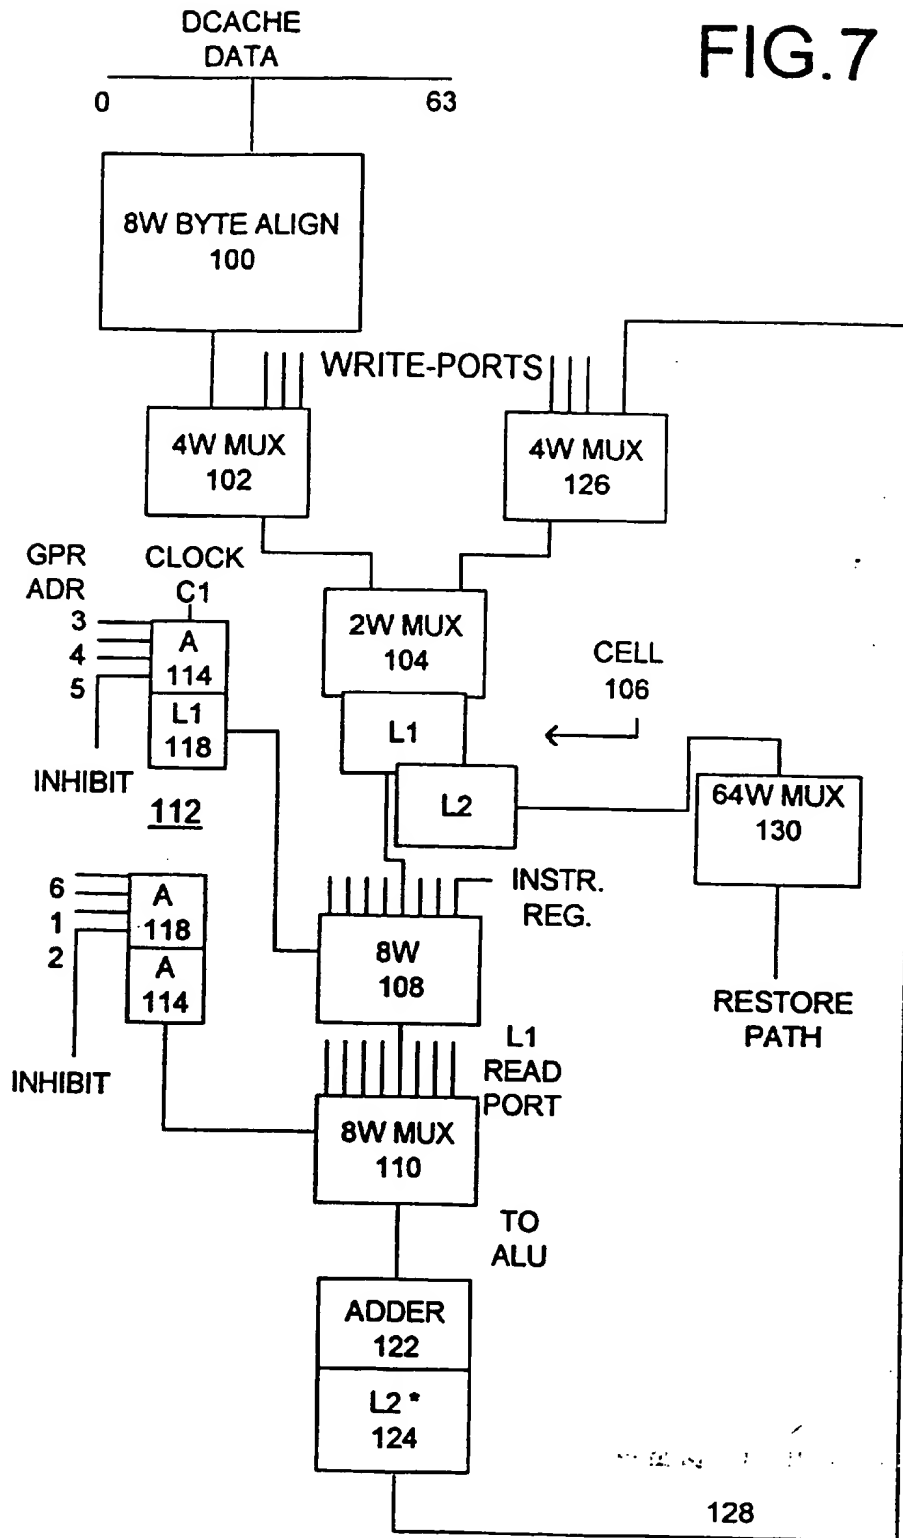 DCACHE
DATA
FIG.7
0
63
8W BYTE ALIGN
100
WRITE-PORTS
4W MUX
102
4W MUX
126
GPR
ADR
CLOCK
C1
3
4
5
A
114
L1
118
INHIBIT
112
2W MUX
104
L1
L2
CELL
106
64W MUX
130
RESTORE
PATH
6
1
2
A
118
A
114
INHIBIT
INSTR.
REG.
8W
108
L1
READ
PORT
8W MUX
110
TO
ALU
ADDER
122
L2 *
124
128